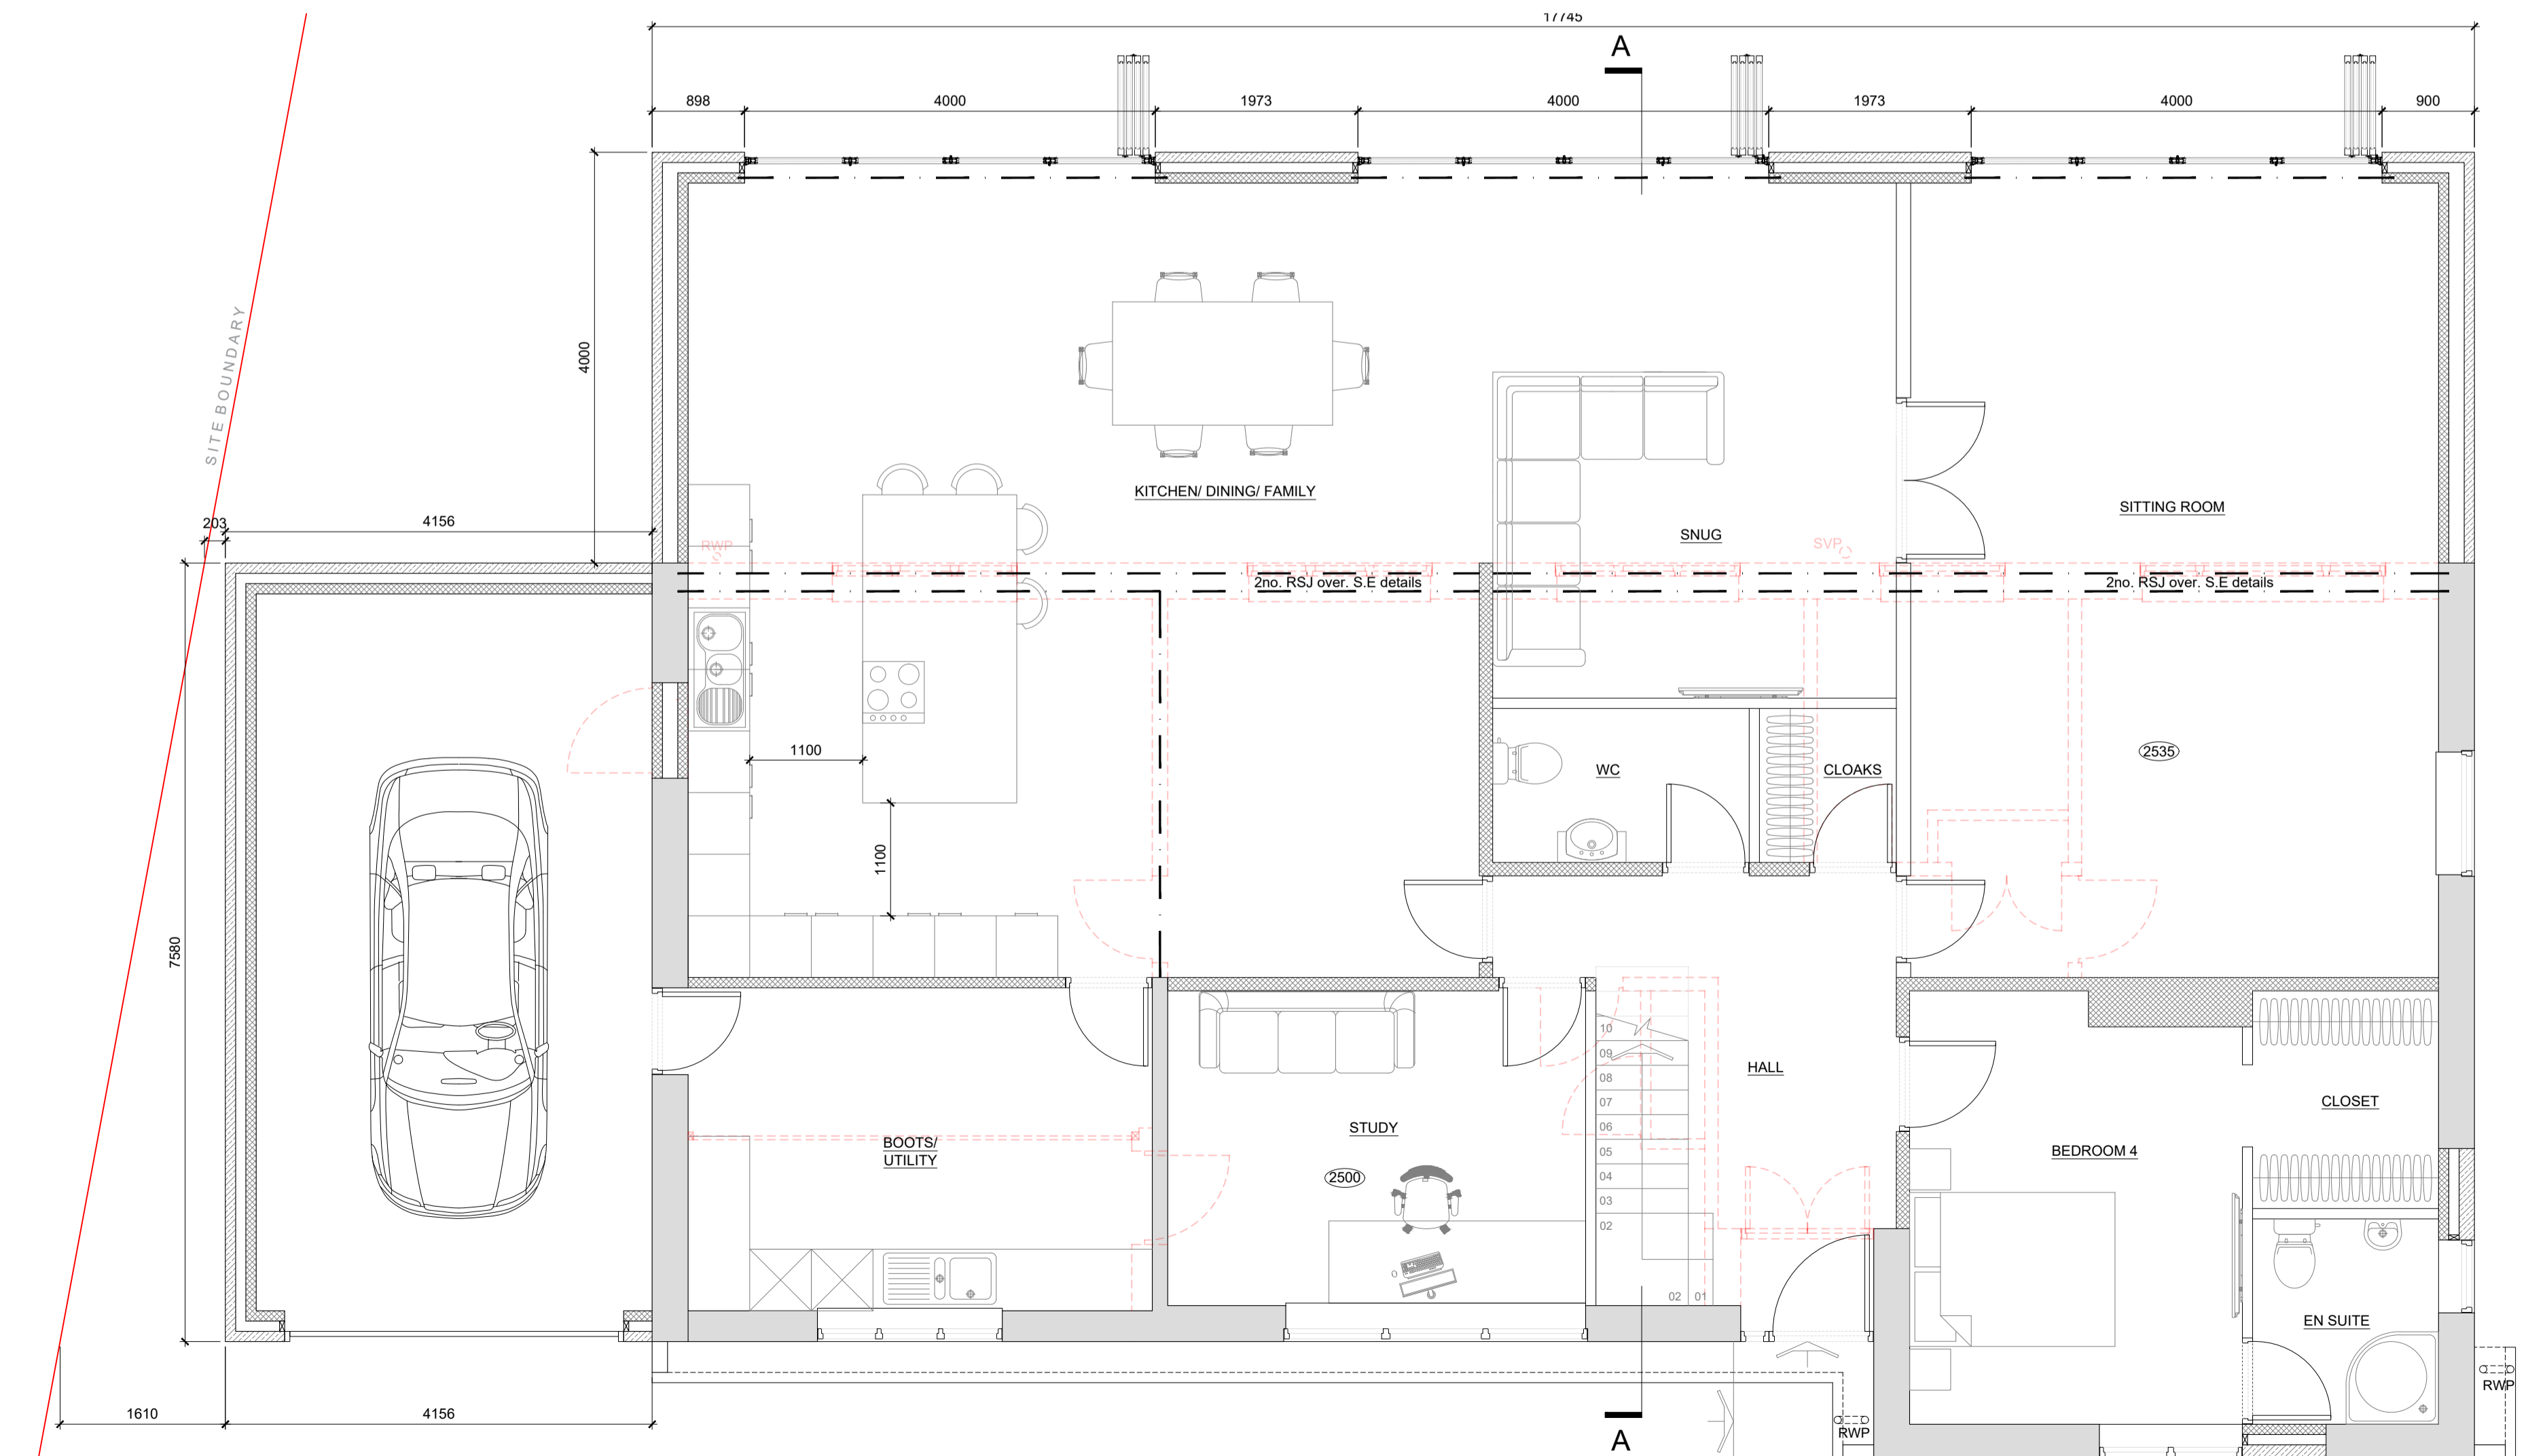 17745
A
898
4000
1973
4000
1973
4000
900
SITE BOUNDARY
4000
KITCHEN/ DINING/ FAMILY
SITTING ROOM
203
4156
SNUG
RWP
SVP
2no. RSJ over. S.E details
2no. RSJ over. S.E details
1100
WC
CLOAKS
2535
1100
7580
10
09
08
07
06
05
04
03
02
HALL
CLOSET
STUDY
BOOTS/
UTILITY
BEDROOM 4
2500
02
01
EN SUITE
RWP
1610
4156
RWP
A